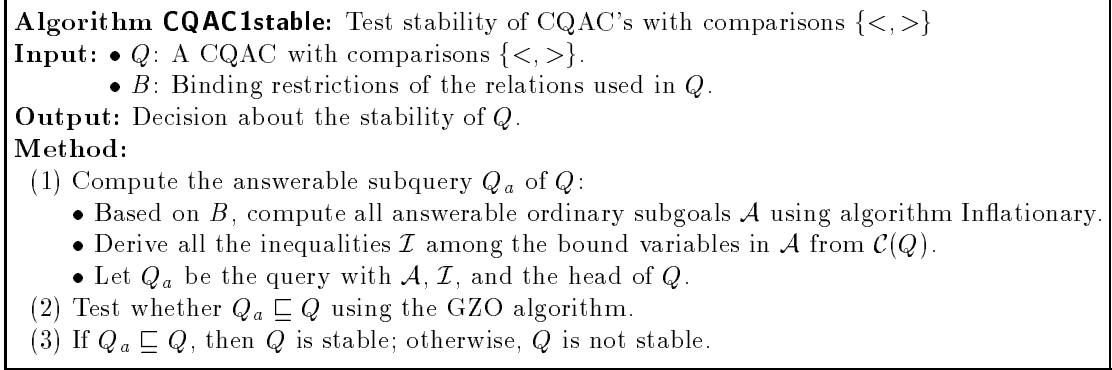 Algorithm CQAC1stable: Test stability of CQAC's with comparisons {<, >}
Input: • Q: A CQAC with comparisons {<, >}.
• B: Binding restrictions of the relations used in Q.
Output: Decision about the stability of Q.
Method:
(1) Compute the answerable subquery Qₐ of Q:
• Based on B, compute all answerable ordinary subgoals 𝒜 using algorithm Inflationary.
• Derive all the inequalities ℐ among the bound variables in 𝒜 from 𝒞(Q).
• Let Qₐ be the query with 𝒜, ℐ, and the head of Q.
(2) Test whether Qₐ ⊑ Q using the GZO algorithm.
(3) If Qₐ ⊑ Q, then Q is stable; otherwise, Q is not stable.